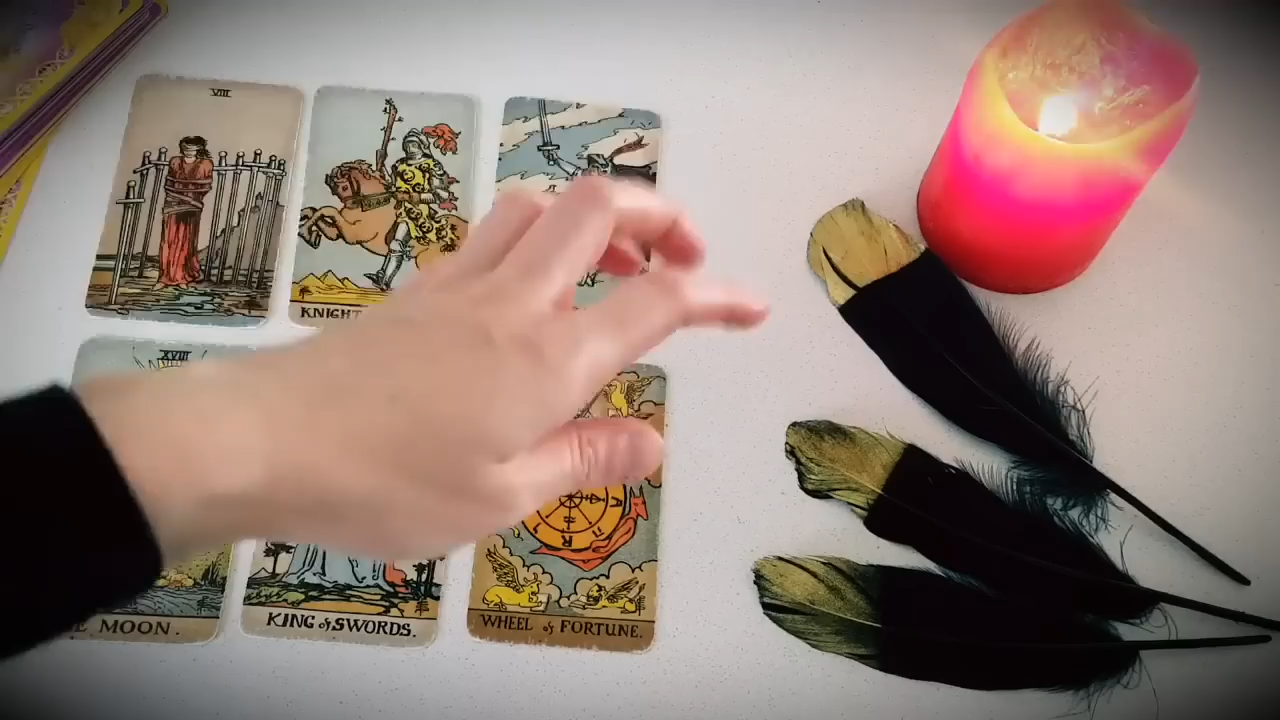 VIII
KNIGHT
XVIII
E MOON.
KING of SWORDS.
WHEEL of FORTUNE.